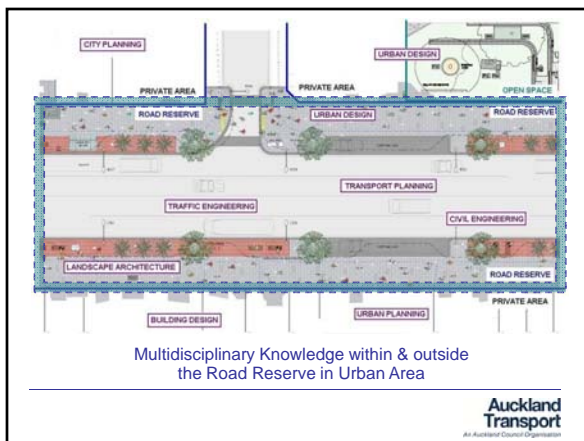 CITY PLANNING
URBAN DESIGN
PRIVATE AREA
PRIVATE AREA
OPEN SPACE
ROAD RESERVE
URBAN DESIGN
ROAD RESERVE
TRANSPORT PLANNING
TRAFFIC ENGINEERING
CIVIL ENGINEERING
LANDSCAPE ARCHITECTURE
ROAD RESERVE
PRIVATE AREA
BUILDING DESIGN
URBAN PLANNING
Multidisciplinary Knowledge within & outside
the Road Reserve in Urban Area
Auckland
Transport
An Auckland Council Organisation